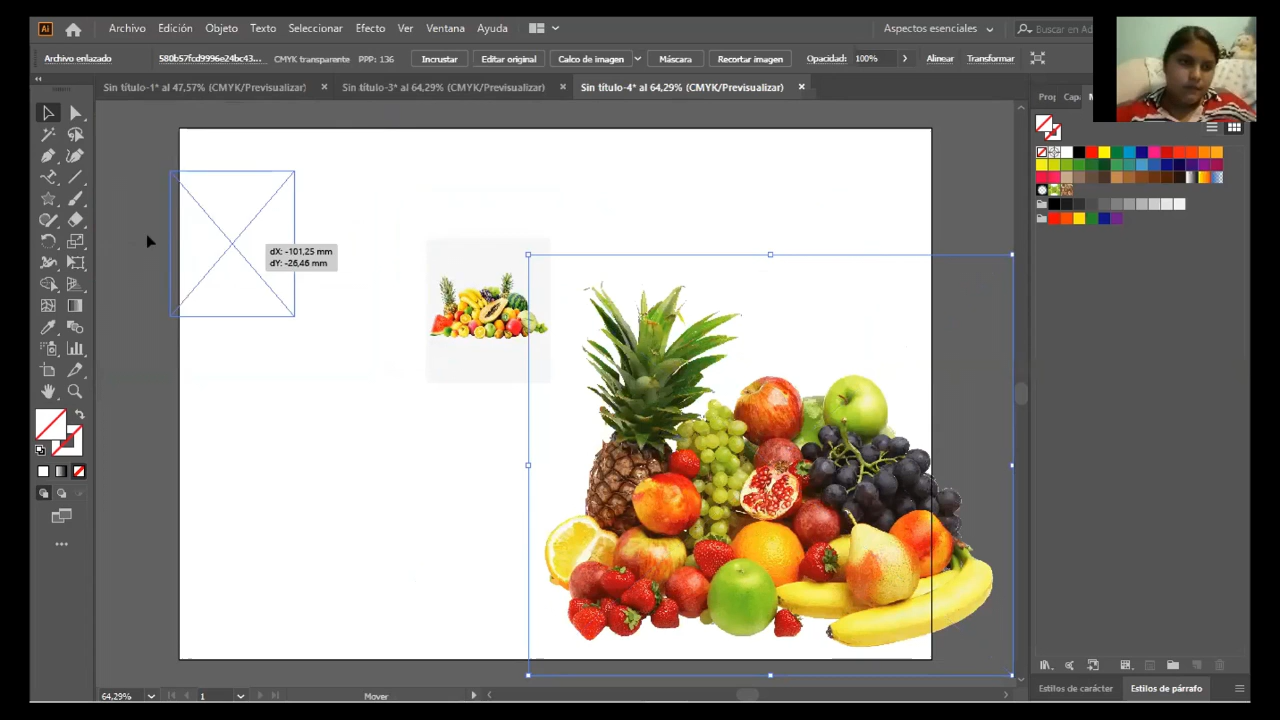 Ai Archivo Edición Objeto Texto Seleccionar Efecto Ver Ventana Ayuda Aspectos esenciales Buscar en Ad
Archivo enlazado 580b57fcd9996e24bc43... CMYK transparente PPP: 136 Incrustar Editar original Calco de imagen Máscara Recortar imagen Opacidad: 100% Alinear Transformar
Sin título-1* al 47,57% (CMYK/Previsualizar) Sin título-3* al 64,29% (CMYK/Previsualizar) Sin título-4* al 64,29% (CMYK/Previsualizar)
Prop Capa
dX: -101,25 mm
dY: -26,46 mm
Estilos de carácter Estilos de párrafo
64,29% 1 Mover